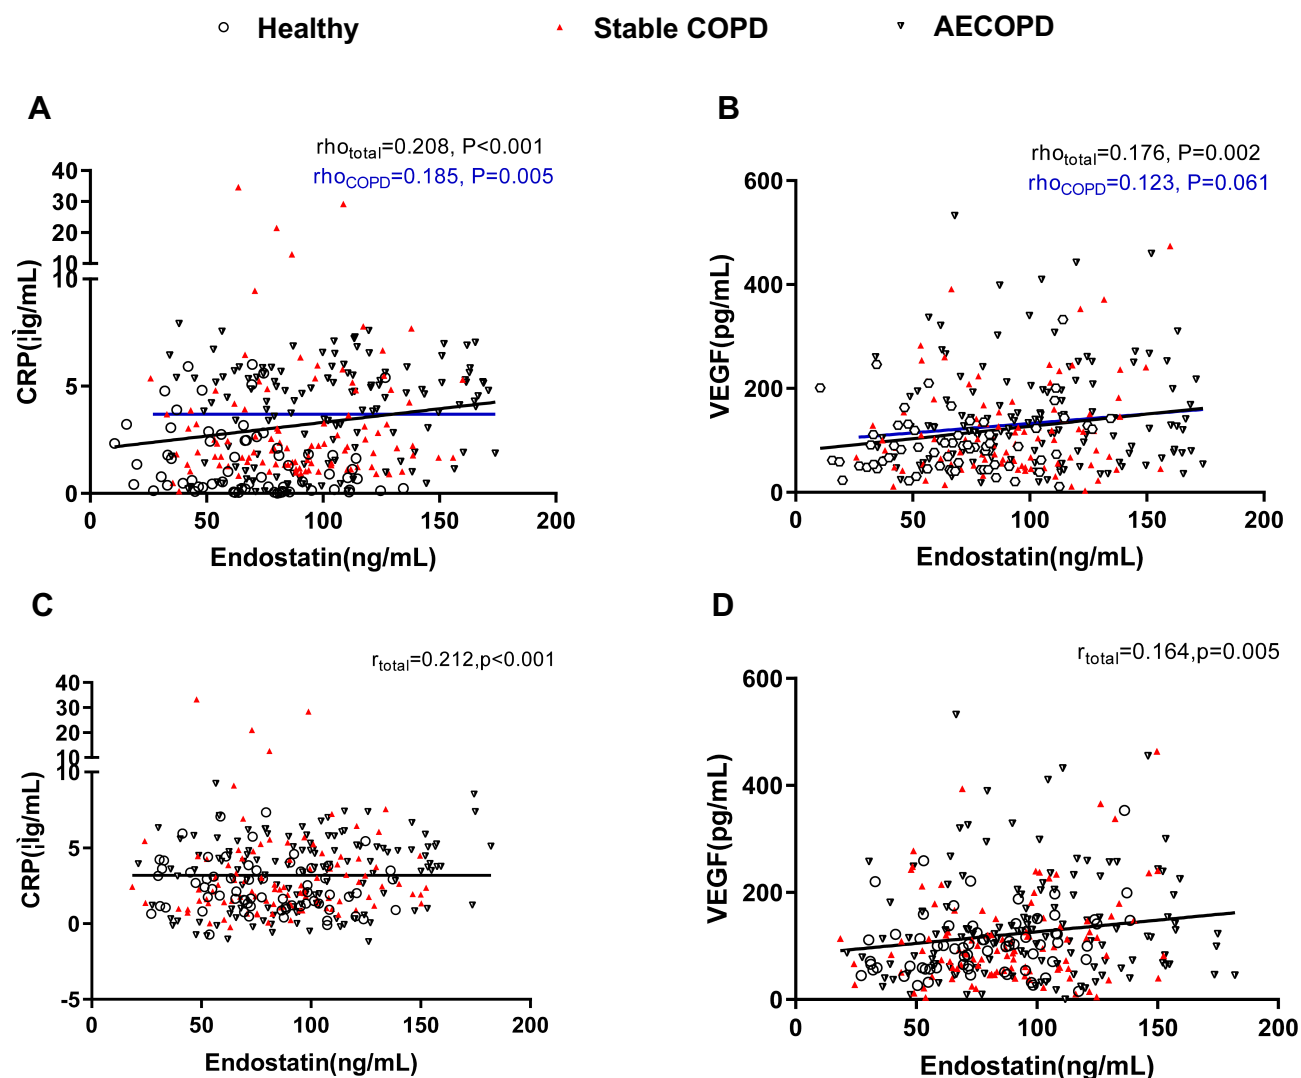 Healthy Stable COPD AECOPD
A
rhototal=0.208, P<0.001
rhoCOPD=0.185, P=0.005
40
30
20
10
10
5
0
CRP(¡Ìg/mL)
0 50 100 150 200
Endostatin(ng/mL)
B
rhototal=0.176, P=0.002
rhoCOPD=0.123, P=0.061
600
400
200
0
VEGF(pg/mL)
0 50 100 150 200
Endostatin(ng/mL)
C
rtotal=0.212,p<0.001
40
30
20
10
10
5
0
-5
CRP(¡Ìg/mL)
0 50 100 150 200
Endostatin(ng/mL)
D
rtotal=0.164,p=0.005
600
400
200
0
VEGF(pg/mL)
0 50 100 150 200
Endostatin(ng/mL)